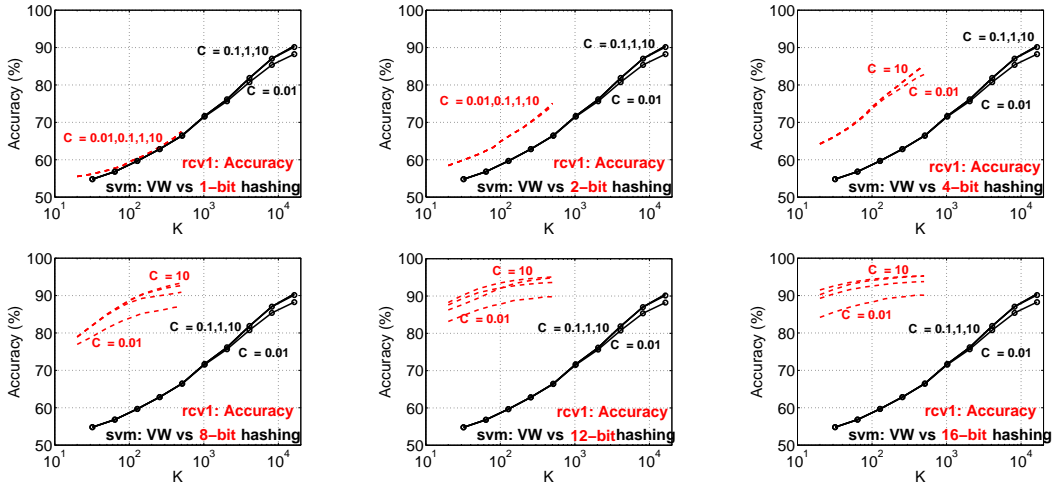 100
90
80
70
60
50
Accuracy (%)
C = 0.1,1,10
C = 0.01
C = 0.01,0.1,1,10
rcv1: Accuracy
svm: VW vs 1−bit hashing
10^1 10^2 10^3 10^4
K
100
90
80
70
60
50
Accuracy (%)
C = 0.1,1,10
C = 0.01,0.1,1,10
C = 0.01
rcv1: Accuracy
svm: VW vs 2−bit hashing
10^1 10^2 10^3 10^4
K
100
90
80
70
60
50
Accuracy (%)
C = 0.1,1,10
C = 10
C = 0.01
C = 0.01
rcv1: Accuracy
svm: VW vs 4−bit hashing
10^1 10^2 10^3 10^4
K
100
90
80
70
60
50
Accuracy (%)
C = 10
C = 0.1,1,10
C = 0.01
C = 0.01
rcv1: Accuracy
svm: VW vs 8−bit hashing
10^1 10^2 10^3 10^4
K
100
90
80
70
60
50
Accuracy (%)
C = 10
C = 0.01
C = 0.1,1,10
C = 0.01
rcv1: Accuracy
svm: VW vs 12−bit hashing
10^1 10^2 10^3 10^4
K
100
90
80
70
60
50
Accuracy (%)
C = 10
C = 0.01
C = 0.1,1,10
C = 0.01
rcv1: Accuracy
svm: VW vs 16−bit hashing
10^1 10^2 10^3 10^4
K